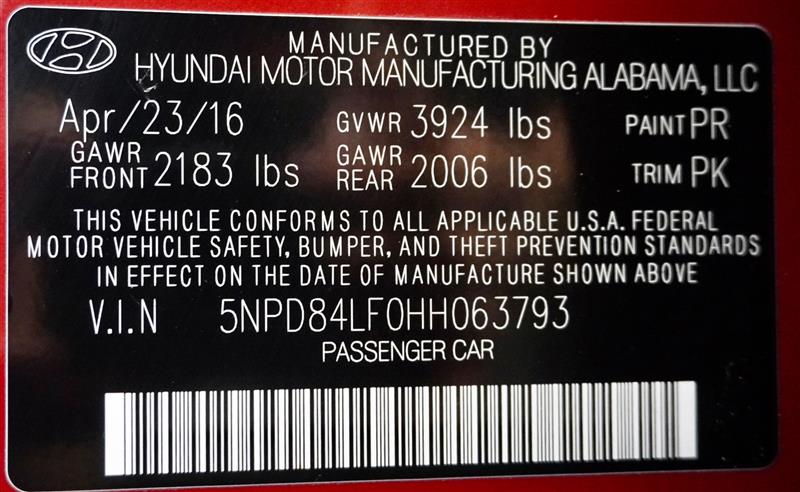 MANUFACTURED BY
HYUNDAI MOTOR MANUFACTURING ALABAMA, LLC
Apr/23/16 GVWR 3924 lbs PAINT PR
GAWR FRONT 2183 lbs GAWR REAR 2006 lbs TRIM PK
THIS VEHICLE CONFORMS TO ALL APPLICABLE U.S.A. FEDERAL
MOTOR VEHICLE SAFETY, BUMPER, AND THEFT PREVENTION STANDARDS
IN EFFECT ON THE DATE OF MANUFACTURE SHOWN ABOVE
V.I.N 5NPD84LF0HH063793
PASSENGER CAR